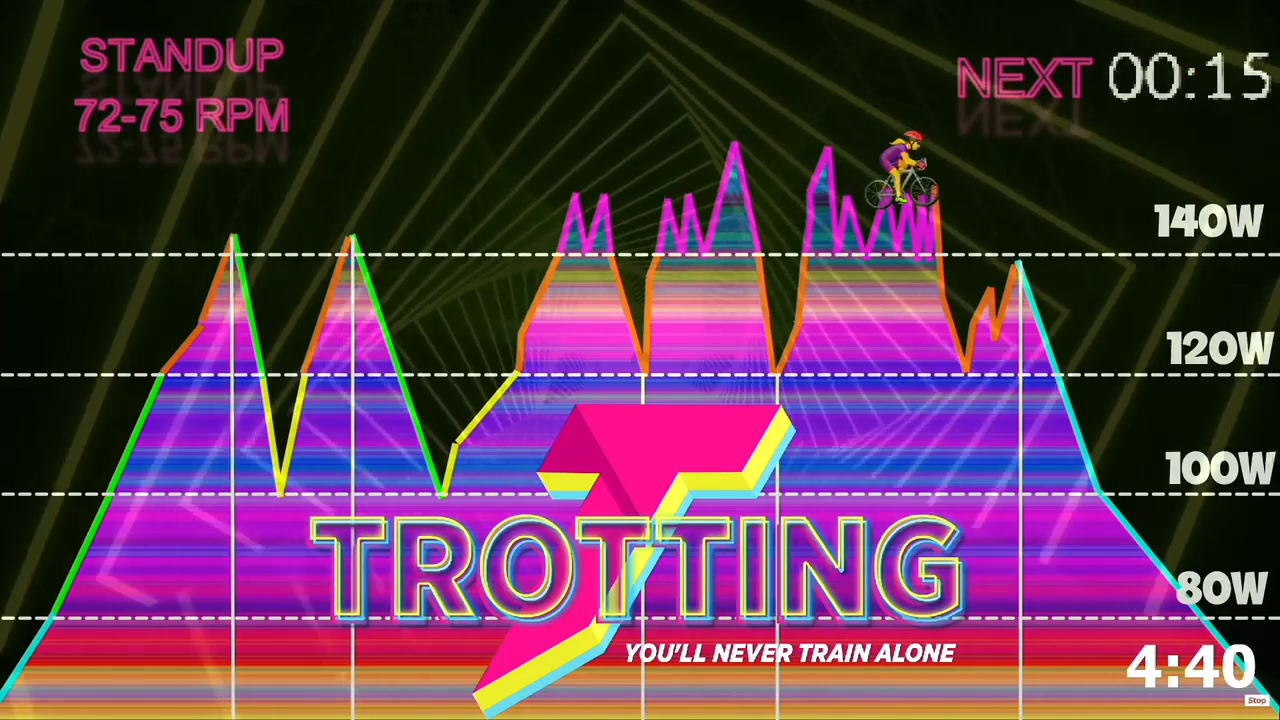 STANDUP
72-75 RPM
NEXT 00:15
140W
120W
100W
80W
TROTTING
YOU'LL NEVER TRAIN ALONE
4:40
Stop